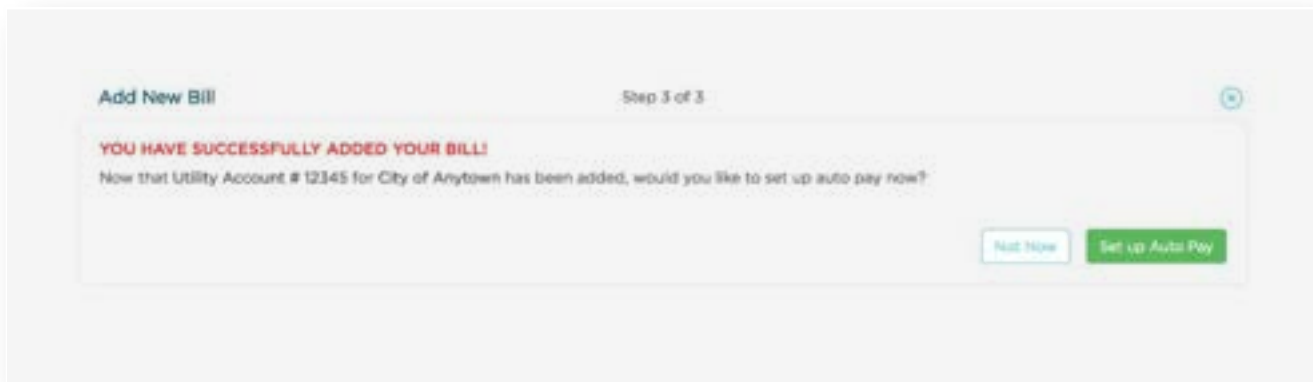 Add New Bill
Step 3 of 3
YOU HAVE SUCCESSFULLY ADDED YOUR BILL!
Now that Utility Account # 12345 for City of Anytown has been added, would you like to set up auto pay now?
Not Now
Set up Auto Pay